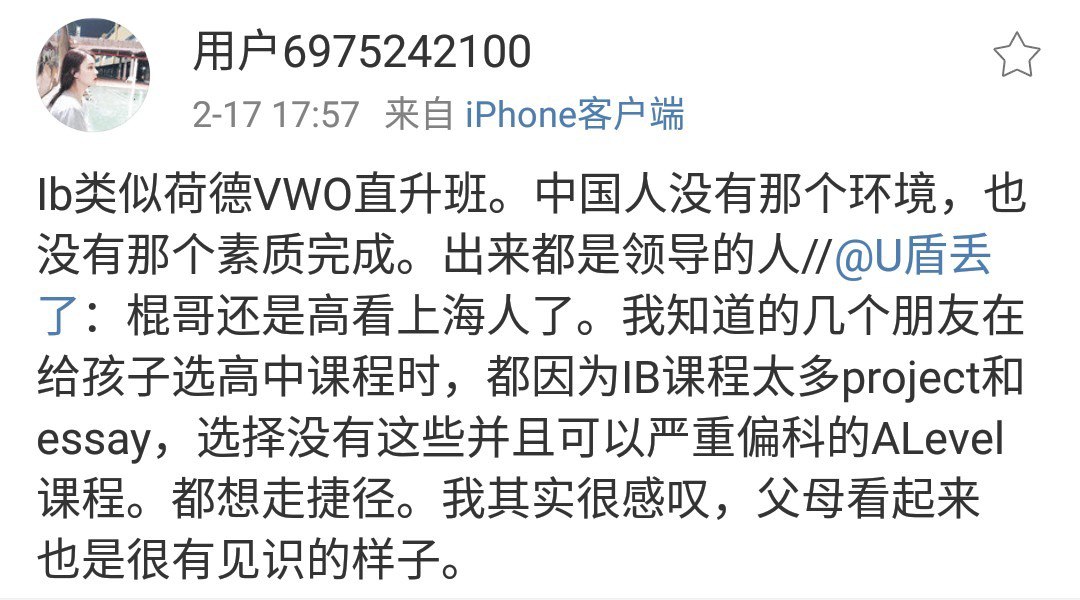 用户6975242100
2-17 17:57 来自 iPhone客户端
Ib类似荷德VWO直升班。中国人没有那个环境，也
没有那个素质完成。出来都是领导的人//@U盾丢
了：棍哥还是高看上海人了。我知道的几个朋友在
给孩子选高中课程时，都因为IB课程太多project和
essay，选择没有这些并且可以严重偏科的ALevel
课程。都想走捷径。我其实很感叹，父母看起来
也是很有见识的样子。